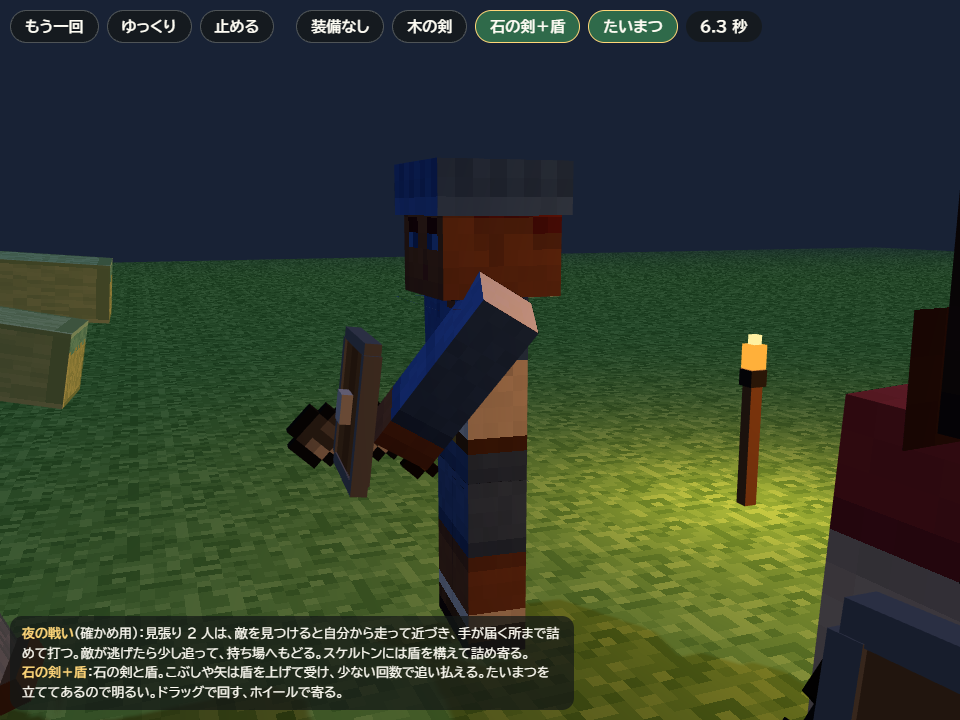 もう一回 ゆっくり 止める 装備なし 木の剣 石の剣＋盾 たいまつ 6.3 秒
夜の戦い（確かめ用）：見張り 2 人は、敵を見つけると自分から走って近づき、手が届く所まで詰
めて打つ。敵が逃げたら少し追って、持ち場へもどる。スケルトンには盾を構えて詰め寄る。
石の剣＋盾：石の剣と盾。こぶしや矢は盾を上げて受け、少ない回数で追い払える。たいまつを
立ててあるので明るい。ドラッグで回す、ホイールで寄る。